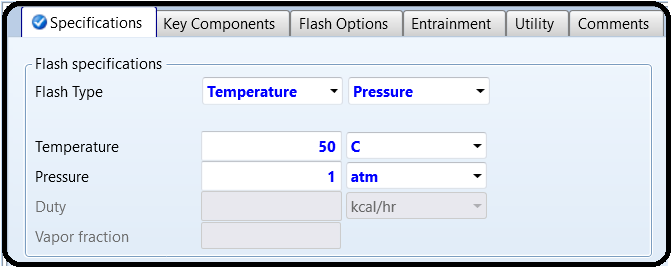 Specifications Key Components Flash Options Entrainment Utility Comments
Flash specifications
Flash Type Temperature Pressure
Temperature 50 C
Pressure 1 atm
Duty kcal/hr
Vapor fraction